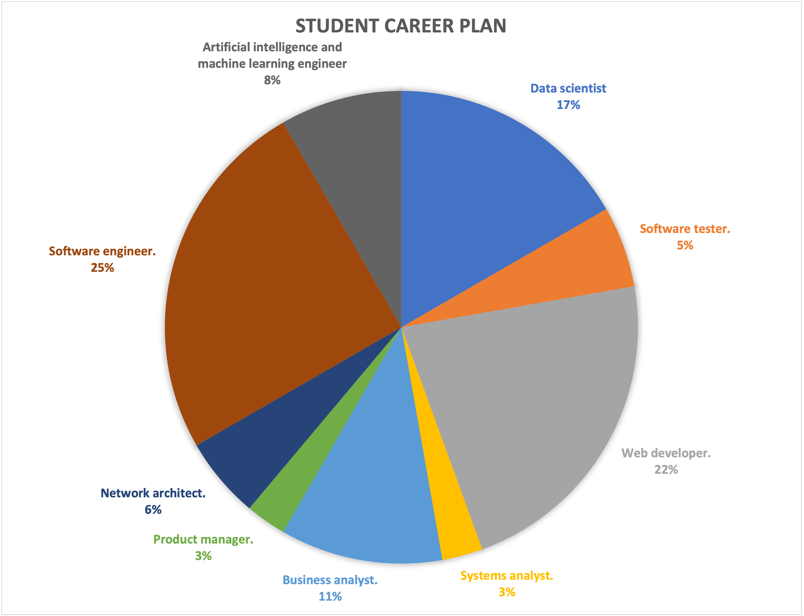 STUDENT CAREER PLAN
Artificial intelligence and
machine learning engineer
8%
Data scientist
17%
Software tester.
5%
Software engineer.
25%
Web developer.
22%
Network architect.
6%
Product manager.
3%
Business analyst.
11%
Systems analyst.
3%